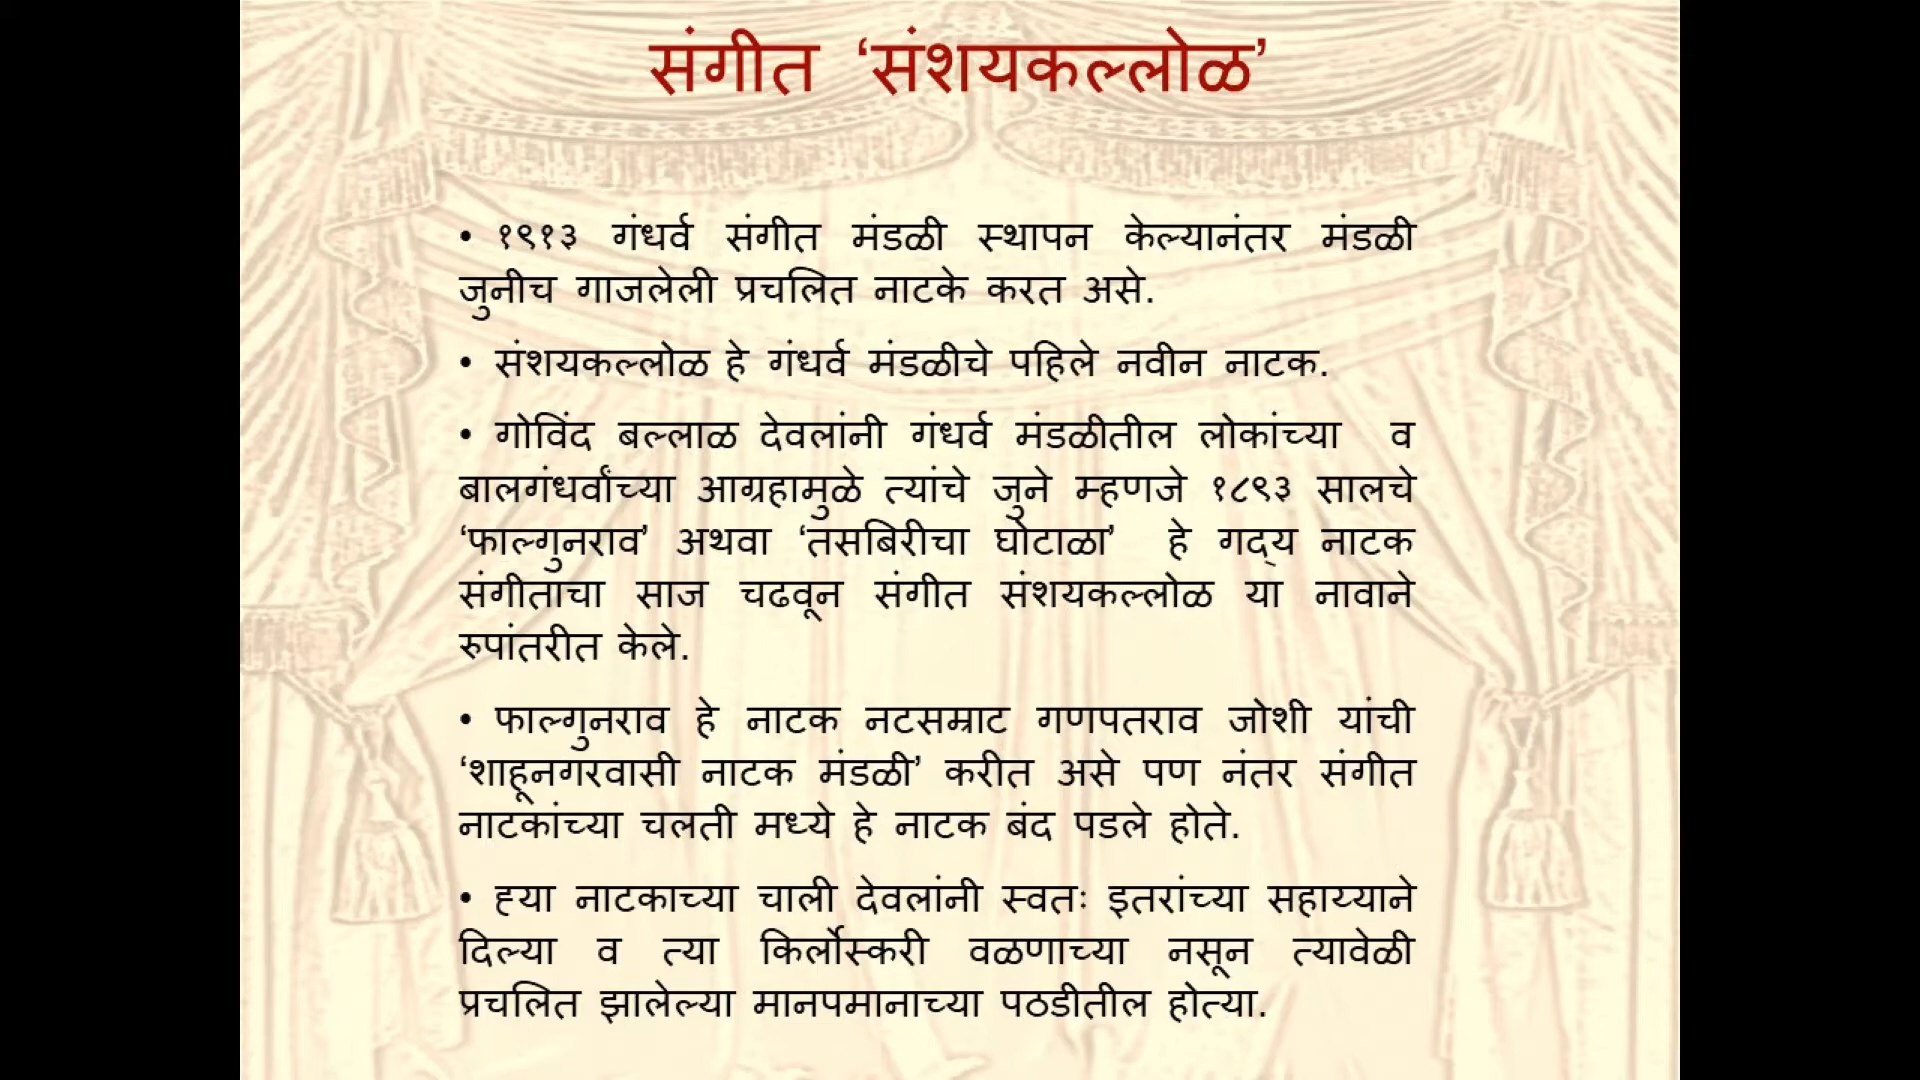 संगीत ‘संशयकल्लोळ’
• १९१३ गंधर्व संगीत मंडळी स्थापन केल्यानंतर मंडळी
जुनीच गाजलेली प्रचलित नाटके करत असे.
• संशयकल्लोळ हे गंधर्व मंडळीचे पहिले नवीन नाटक.
• गोविंद बल्लाळ देवलांनी गंधर्व मंडळीतील लोकांच्या व
बालगंधर्वांच्या आग्रहामुळे त्यांचे जुने म्हणजे १८९३ सालचे
‘फाल्गुनराव’ अथवा ‘तसबिरीचा घोटाळा’ हे गद्य नाटक
संगीताचा साज चढवून संगीत संशयकल्लोळ या नावाने
रुपांतरीत केले.
• फाल्गुनराव हे नाटक नटसम्राट गणपतराव जोशी यांची
‘शाहूनगरवासी नाटक मंडळी’ करीत असे पण नंतर संगीत
नाटकांच्या चलती मध्ये हे नाटक बंद पडले होते.
• ह्या नाटकाच्या चाली देवलांनी स्वतः इतरांच्या सहाय्याने
दिल्या व त्या किर्लोस्करी वळणाच्या नसून त्यावेळी
प्रचलित झालेल्या मानपमानाच्या पठडीतील होत्या.